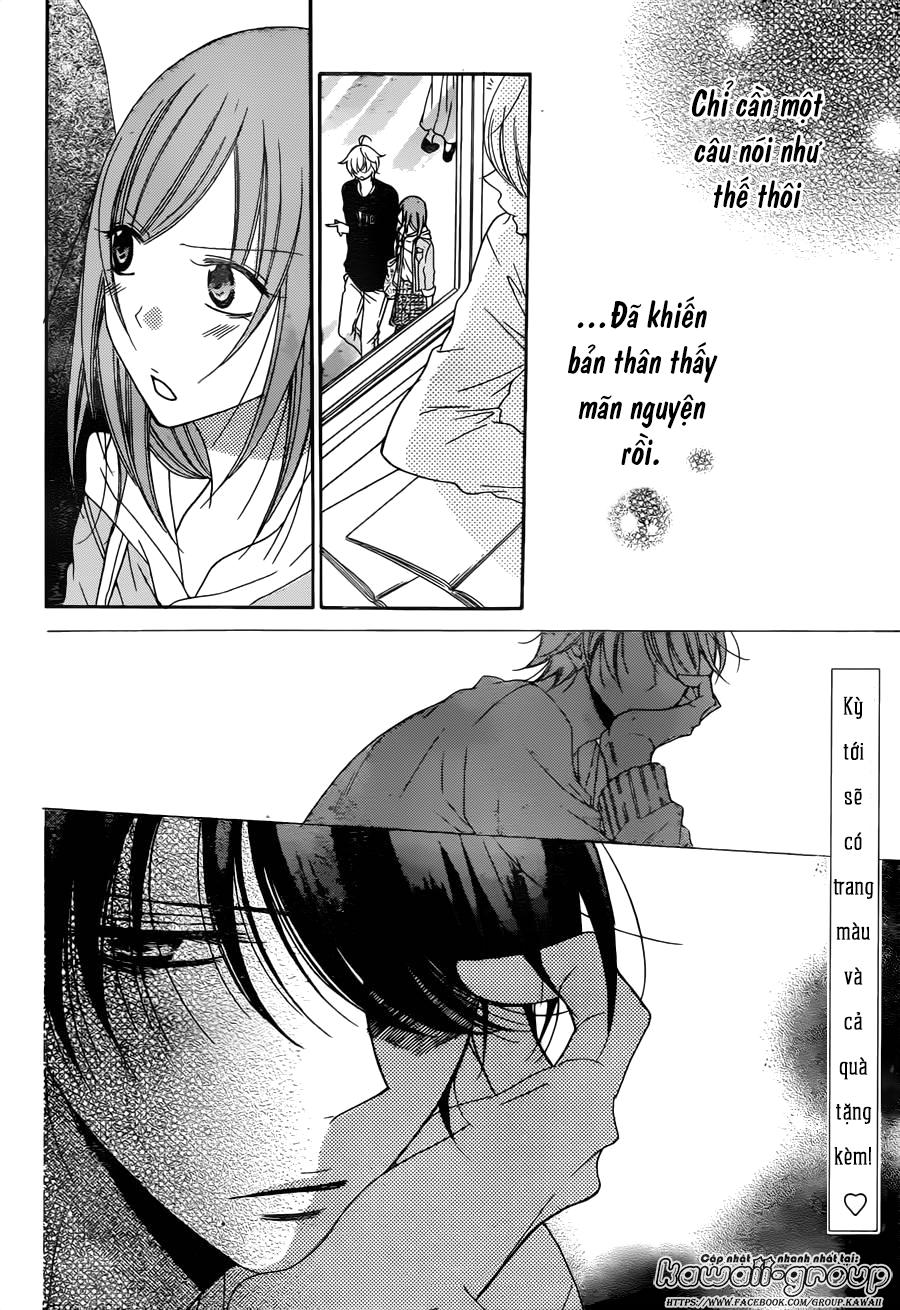 Chỉ cần một
câu nói như
thế thôi
...Đã khiến
bản thân thấy
mãn nguyện
rồi.
Kỳ
tới
sẽ
có
trang
màu
và
cả
quà
tặng
kèm!
♡
Cập nhật nhanh nhất tại:
Kawaii-group
HTTPS://WWW.FACEBOOK.COM/GROUP.KAWAII